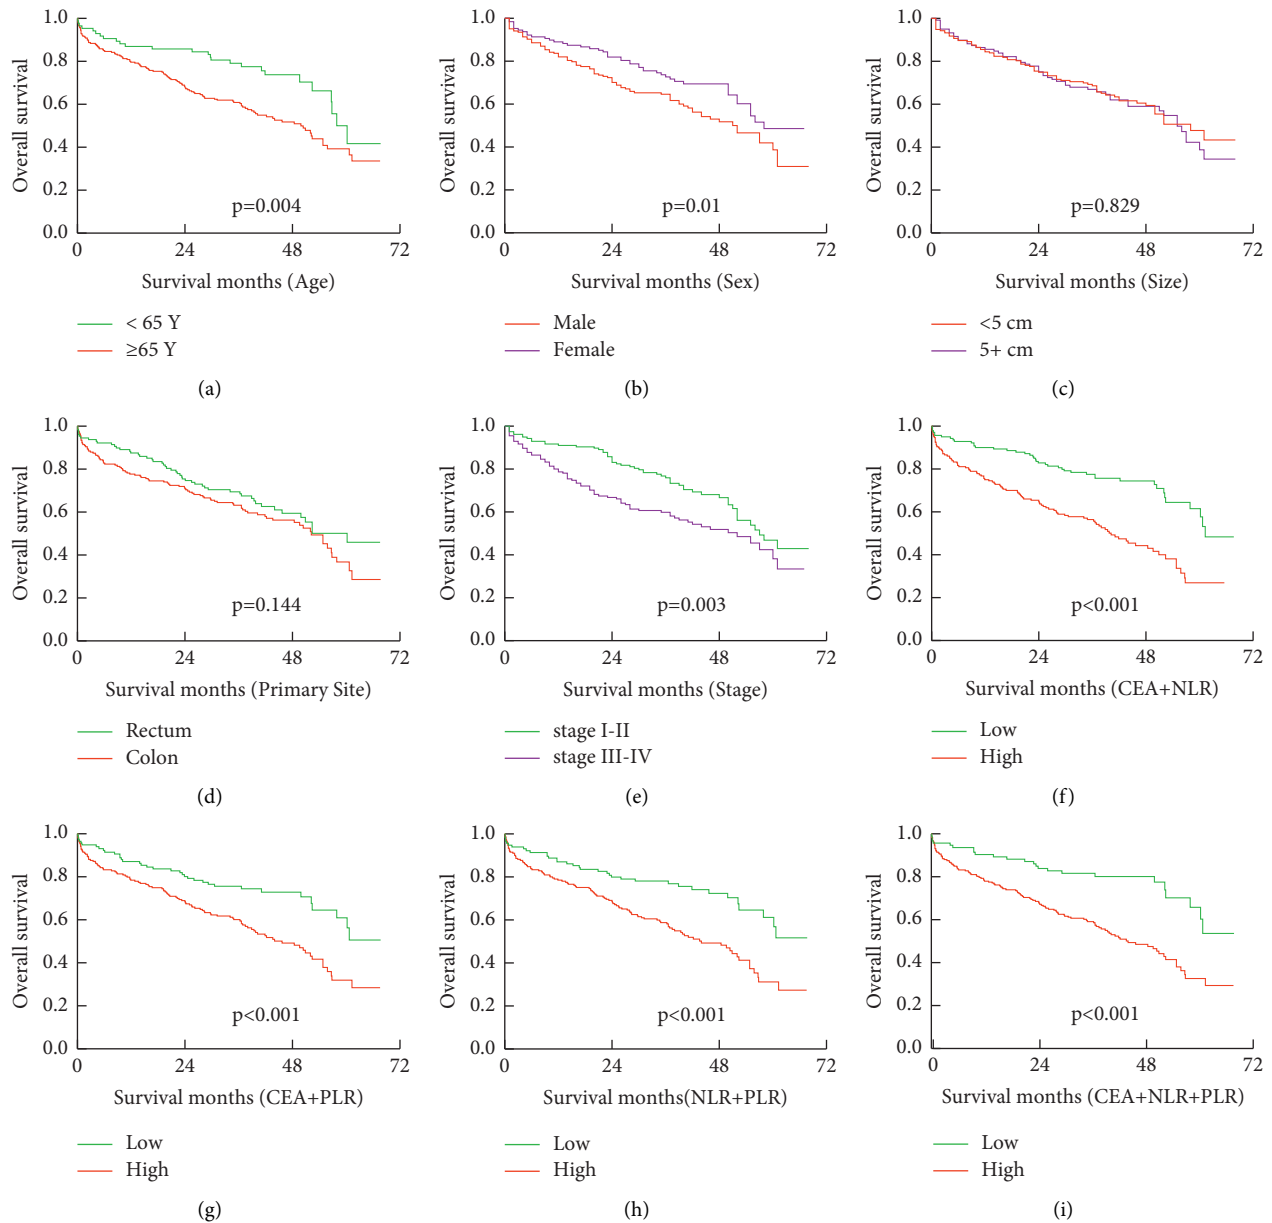 1.0
0.8
0.6
0.4
0.2
0.0
Overall survival
p=0.004
0 24 48 72
Survival months (Age)
< 65 Y
≥65 Y
(a)
1.0
0.8
0.6
0.4
0.2
0.0
Overall survival
p=0.01
0 24 48 72
Survival months (Sex)
Male
Female
(b)
1.0
0.8
0.6
0.4
0.2
0.0
Overall survival
p=0.829
0 24 48 72
Survival months (Size)
<5 cm
5+ cm
(c)
1.0
0.8
0.6
0.4
0.2
0.0
Overall survival
p=0.144
0 24 48 72
Survival months (Primary Site)
Rectum
Colon
(d)
1.0
0.8
0.6
0.4
0.2
0.0
Overall survival
p=0.003
0 24 48 72
Survival months (Stage)
stage I-II
stage III-IV
(e)
1.0
0.8
0.6
0.4
0.2
0.0
Overall survival
p<0.001
0 24 48 72
Survival months (CEA+NLR)
Low
High
(f)
1.0
0.8
0.6
0.4
0.2
0.0
Overall survival
p<0.001
0 24 48 72
Survival months (CEA+PLR)
Low
High
(g)
1.0
0.8
0.6
0.4
0.2
0.0
Overall survival
p<0.001
0 24 48 72
Survival months(NLR+PLR)
Low
High
(h)
1.0
0.8
0.6
0.4
0.2
0.0
Overall survival
p<0.001
0 24 48 72
Survival months (CEA+NLR+PLR)
Low
High
(i)